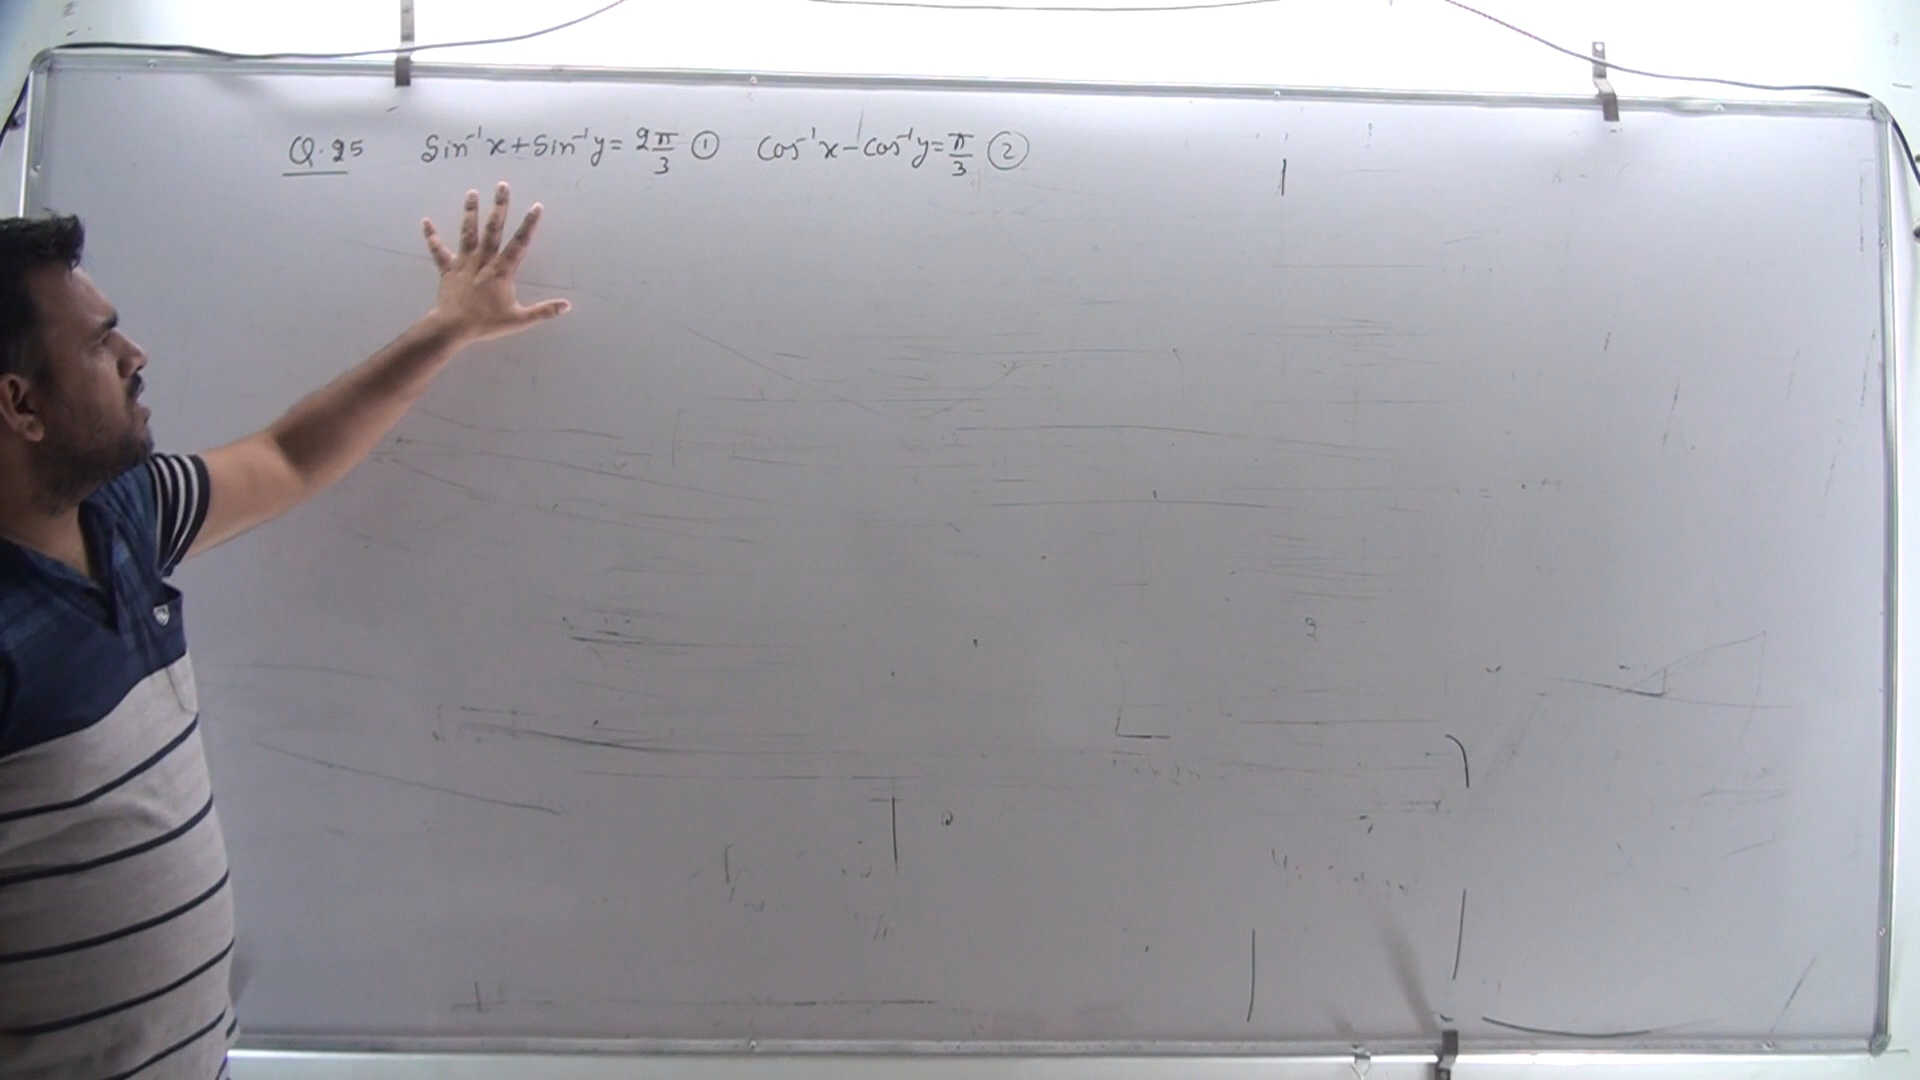 Q.25 Sin⁻¹x+Sin⁻¹y=2π/3 ① Cos⁻¹x-Cos⁻¹y=π/3 ②